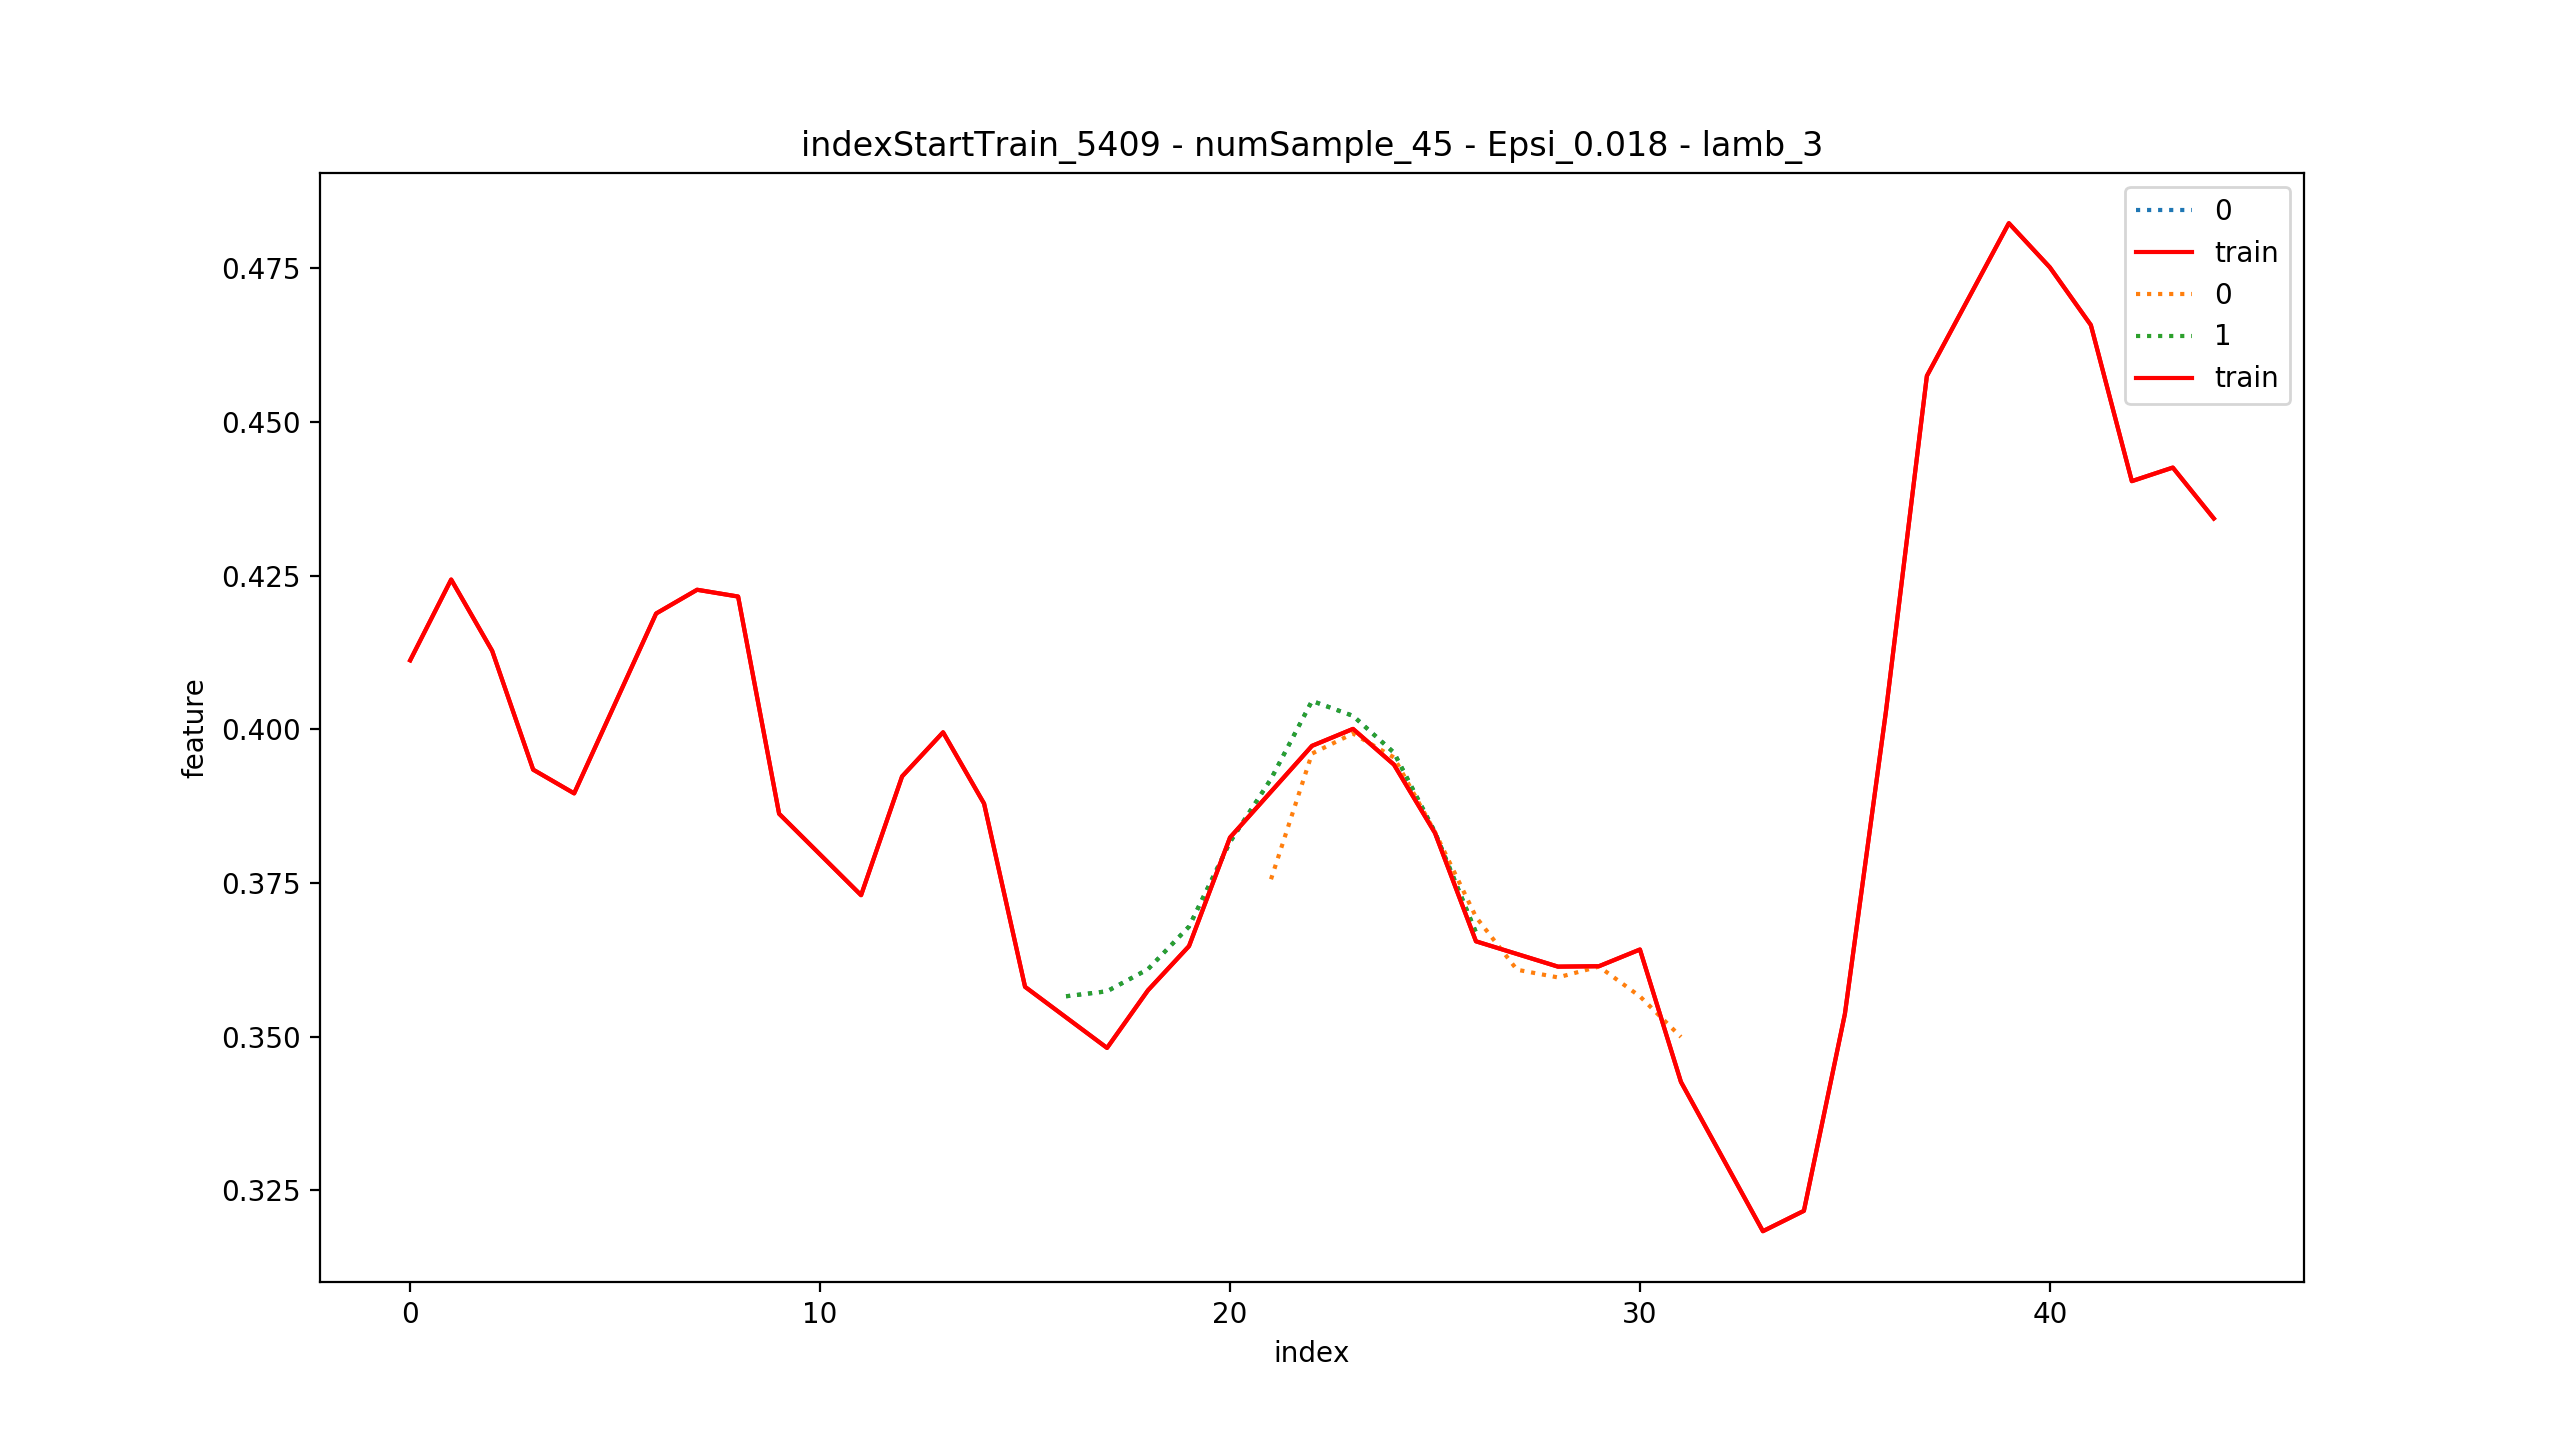 indexStartTrain_5409 - numSample_45 - Epsi_0.018 - lamb_3
0
train
0
1
train
0.475
0.450
0.425
0.400
0.375
0.350
0.325
feature
0 10 20 30 40
index